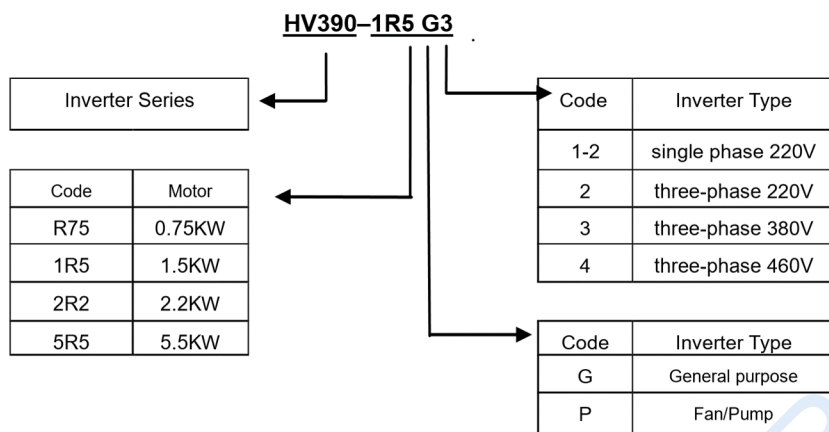 HV390–1R5 G3
Inverter Series
Code Motor
R75 0.75KW
1R5 1.5KW
2R2 2.2KW
5R5 5.5KW
Code Inverter Type
1-2 single phase 220V
2 three-phase 220V
3 three-phase 380V
4 three-phase 460V
Code Inverter Type
G General purpose
P Fan/Pump